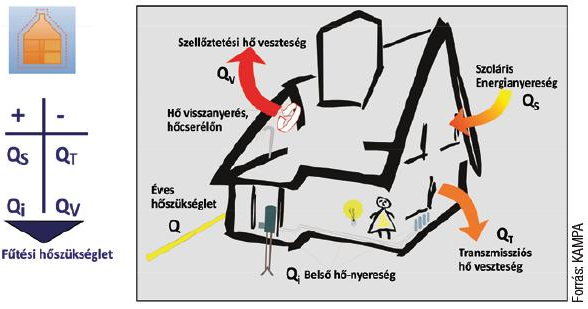 + -
QS QT
Qi QV
Fűtési hőszükséglet
Szellőztetési hő veszteség
QV
Hő visszanyerés,
hőcserélőn
Szoláris
Energianyereség
QS
Éves
hőszükséglet
Q
Qi Belső hő-nyereség
QT
Transzmissziós
hő veszteség
Forrás: KAMPA